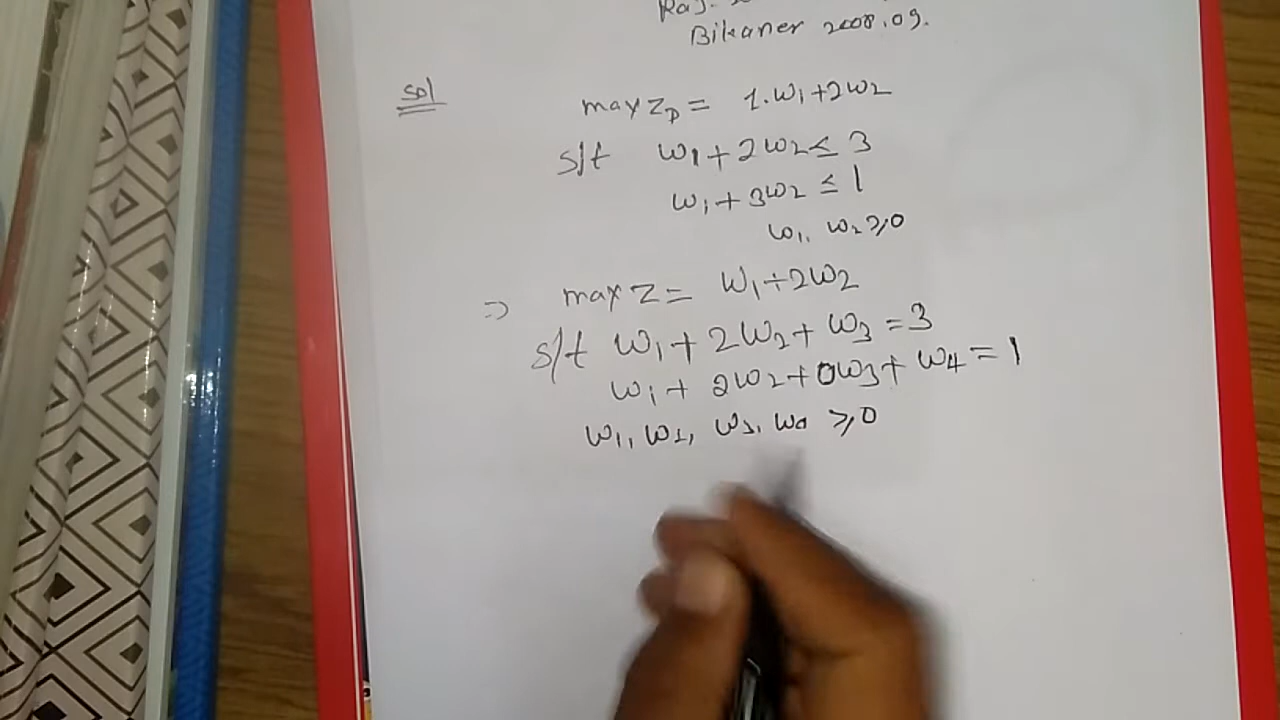 Bikaner 2008.09.
Sol
max Z_D = 1.w1+2w2
s/t w1+2w2 ≤ 3
w1+3w2 ≤ 1
w1, w2 ≥ 0
⇒ max Z = w1+2w2
s/t w1+2w2+w3=3
w1+2w2+0w3+w4=1
w1, w2, w3, w4 ≥ 0